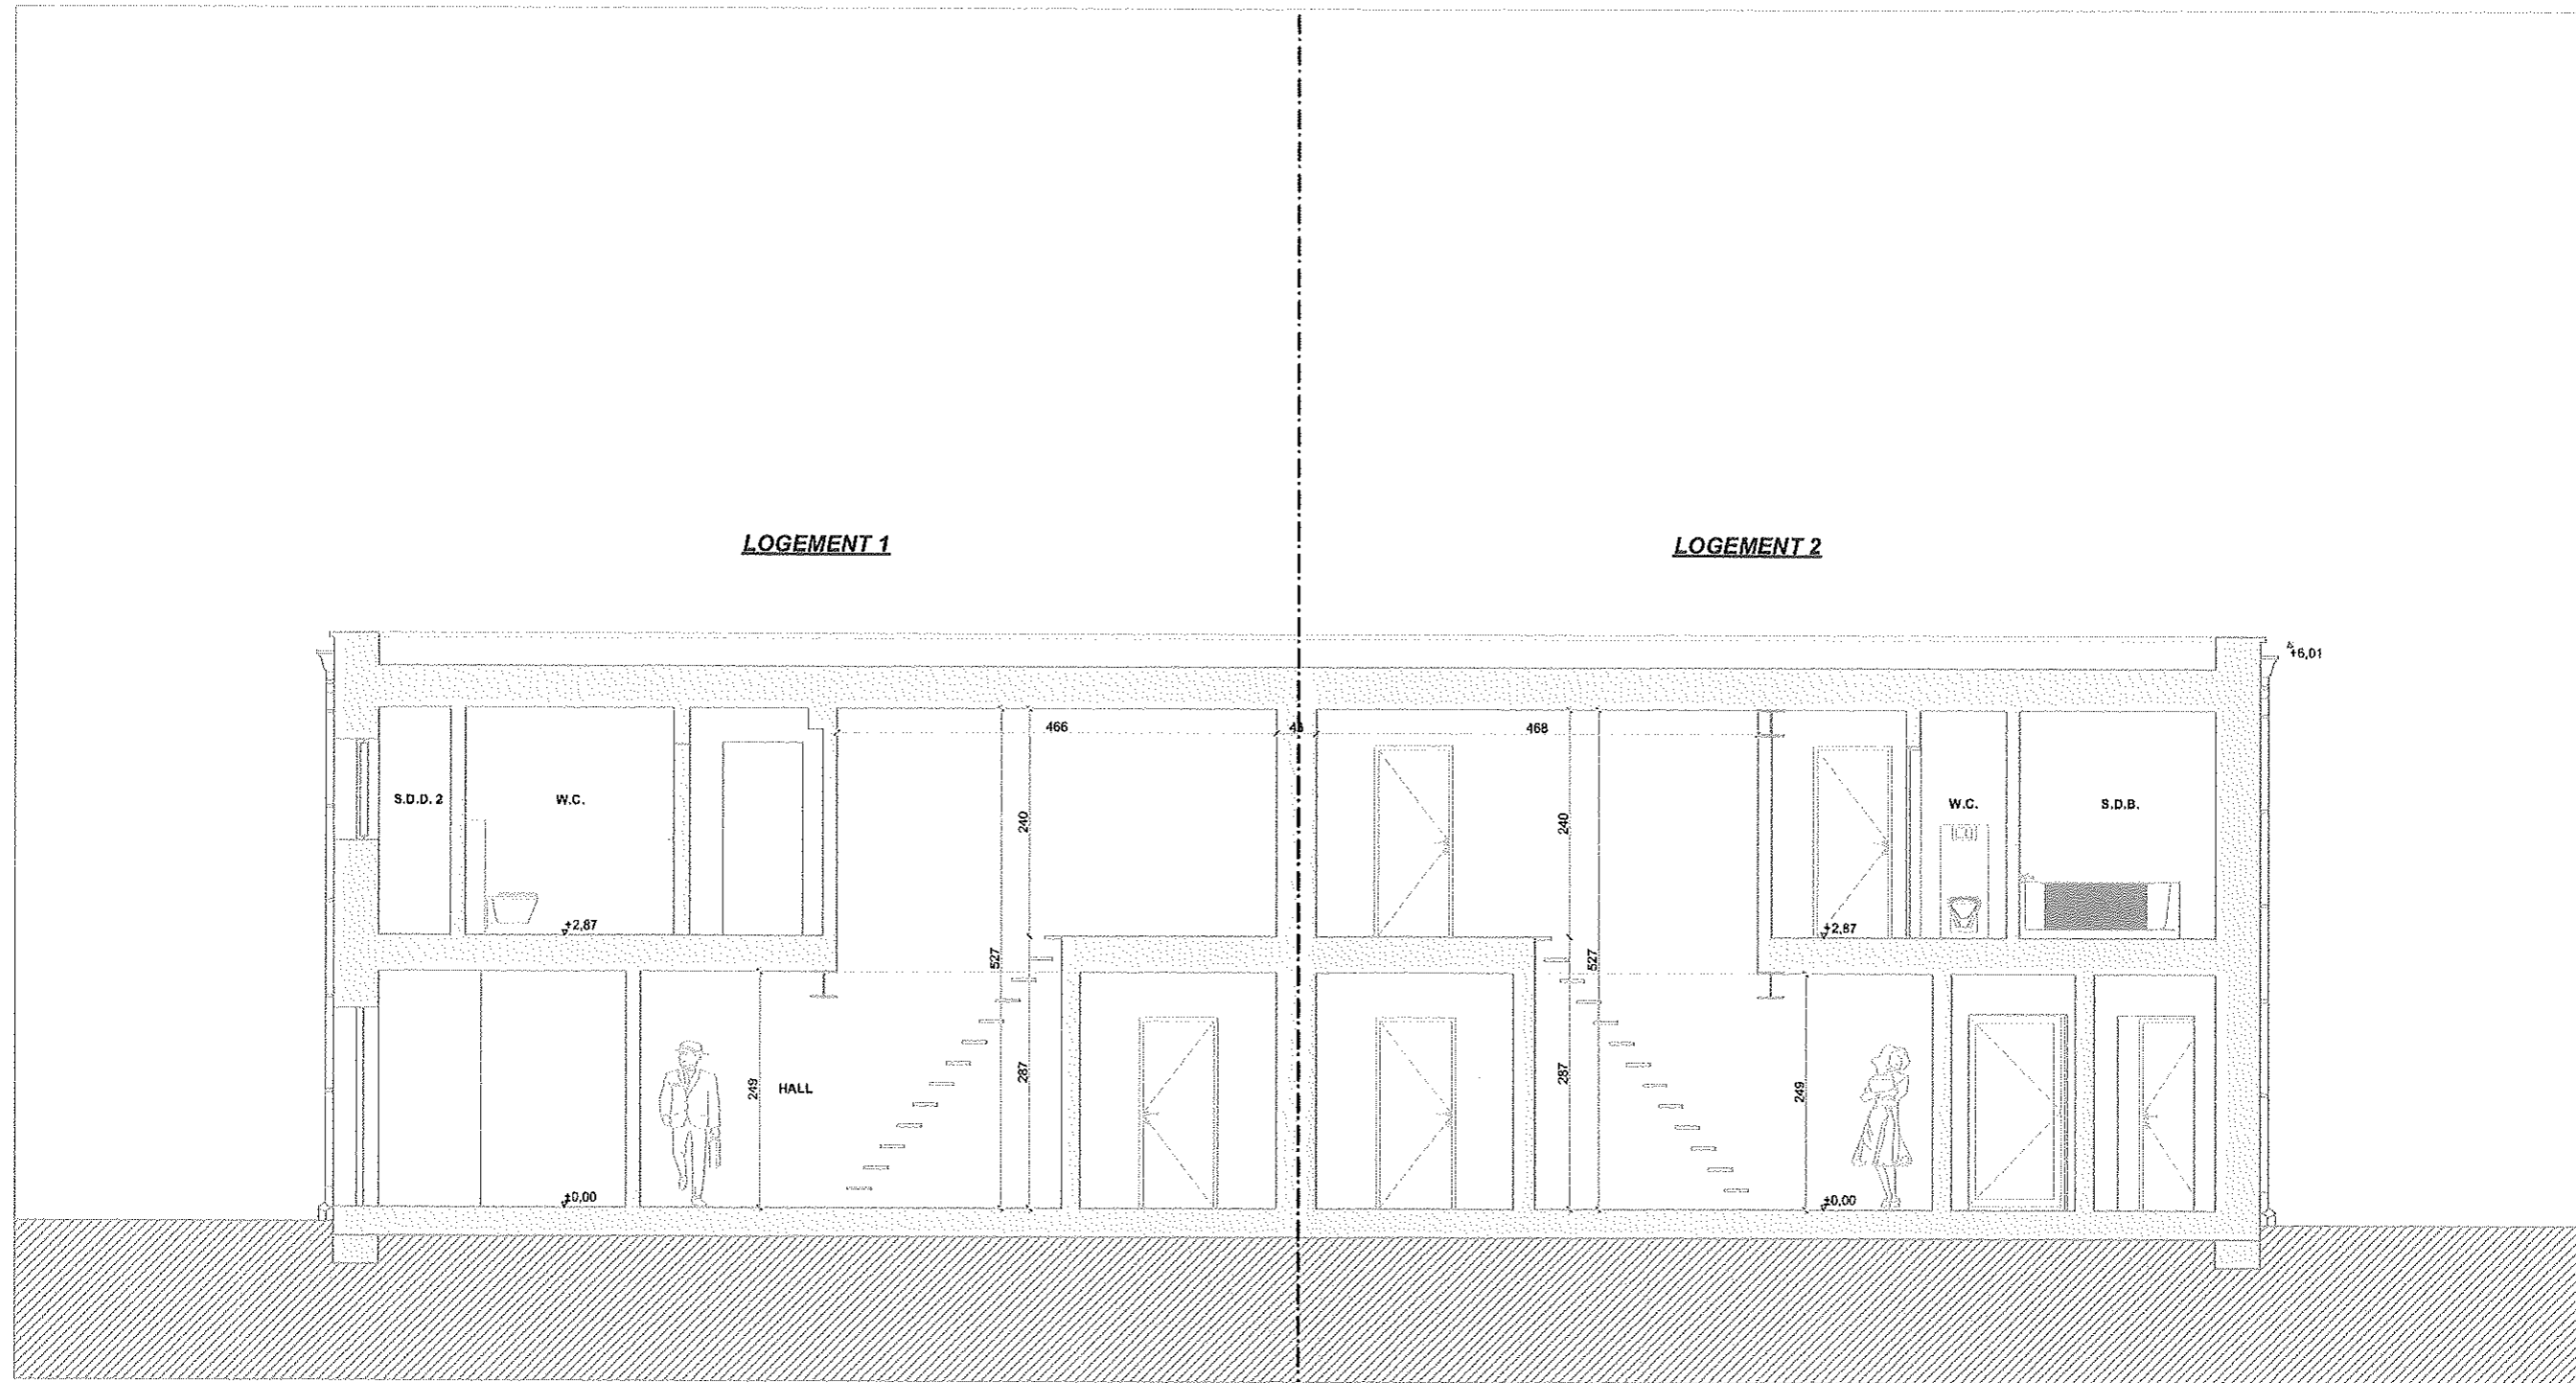 LOGEMENT 1
LOGEMENT 2
+6,01
466
468
S.D.D. 2
W.C.
240
240
W.C.
S.D.B.
+2,87
+2,87
527
527
249
HALL
287
287
249
±0,00
±0,00